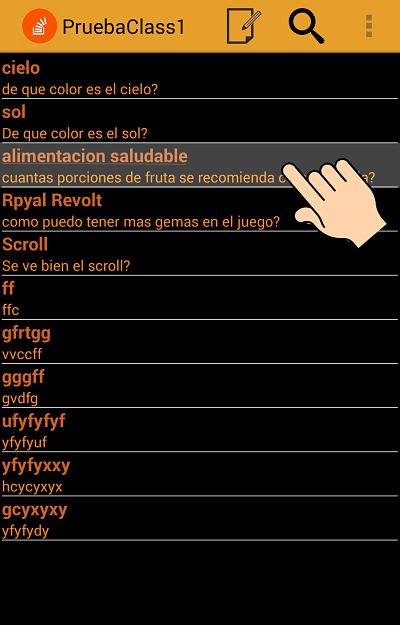 PruebaClass1
cielo
de que color es el cielo?
sol
De que color es el sol?
alimentacion saludable
cuantas porciones de fruta se recomienda
Rpyal Revolt
como puedo tener mas gemas en el juego?
Scroll
Se ve bien el scroll?
ff
ffc
gfrtgg
vvccff
gggff
gvdfg
ufyfyfyf
yfyfyuf
yfyfyxxy
hcycyxyx
gcyxyxy
yfyfydy